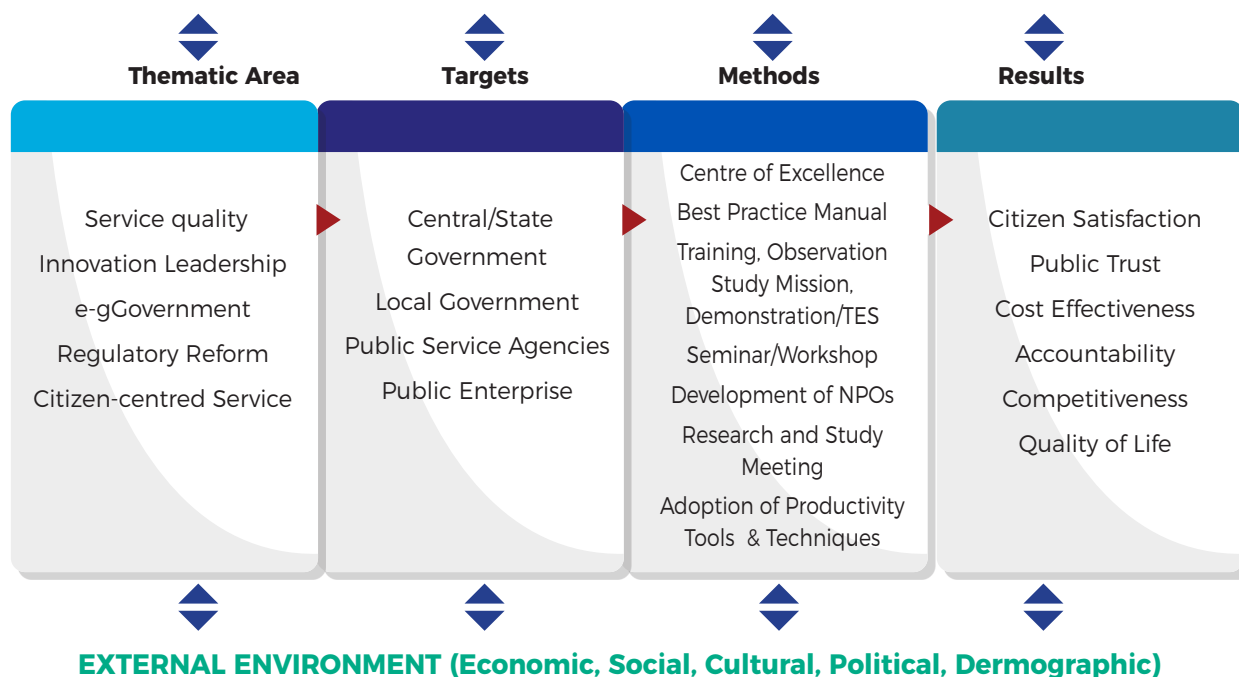 Thematic Area
Targets
Methods
Results
Service quality
Innovation Leadership
e-gGovernment
Regulatory Reform
Citizen-centred Service
Central/State
Government
Local Government
Public Service Agencies
Public Enterprise
Centre of Excellence
Best Practice Manual
Training, Observation
Study Mission,
Demonstration/TES
Seminar/Workshop
Development of NPOs
Research and Study
Meeting
Adoption of Productivity
Tools & Techniques
Citizen Satisfaction
Public Trust
Cost Effectiveness
Accountability
Competitiveness
Quality of Life
EXTERNAL ENVIRONMENT (Economic, Social, Cultural, Political, Dermographic)